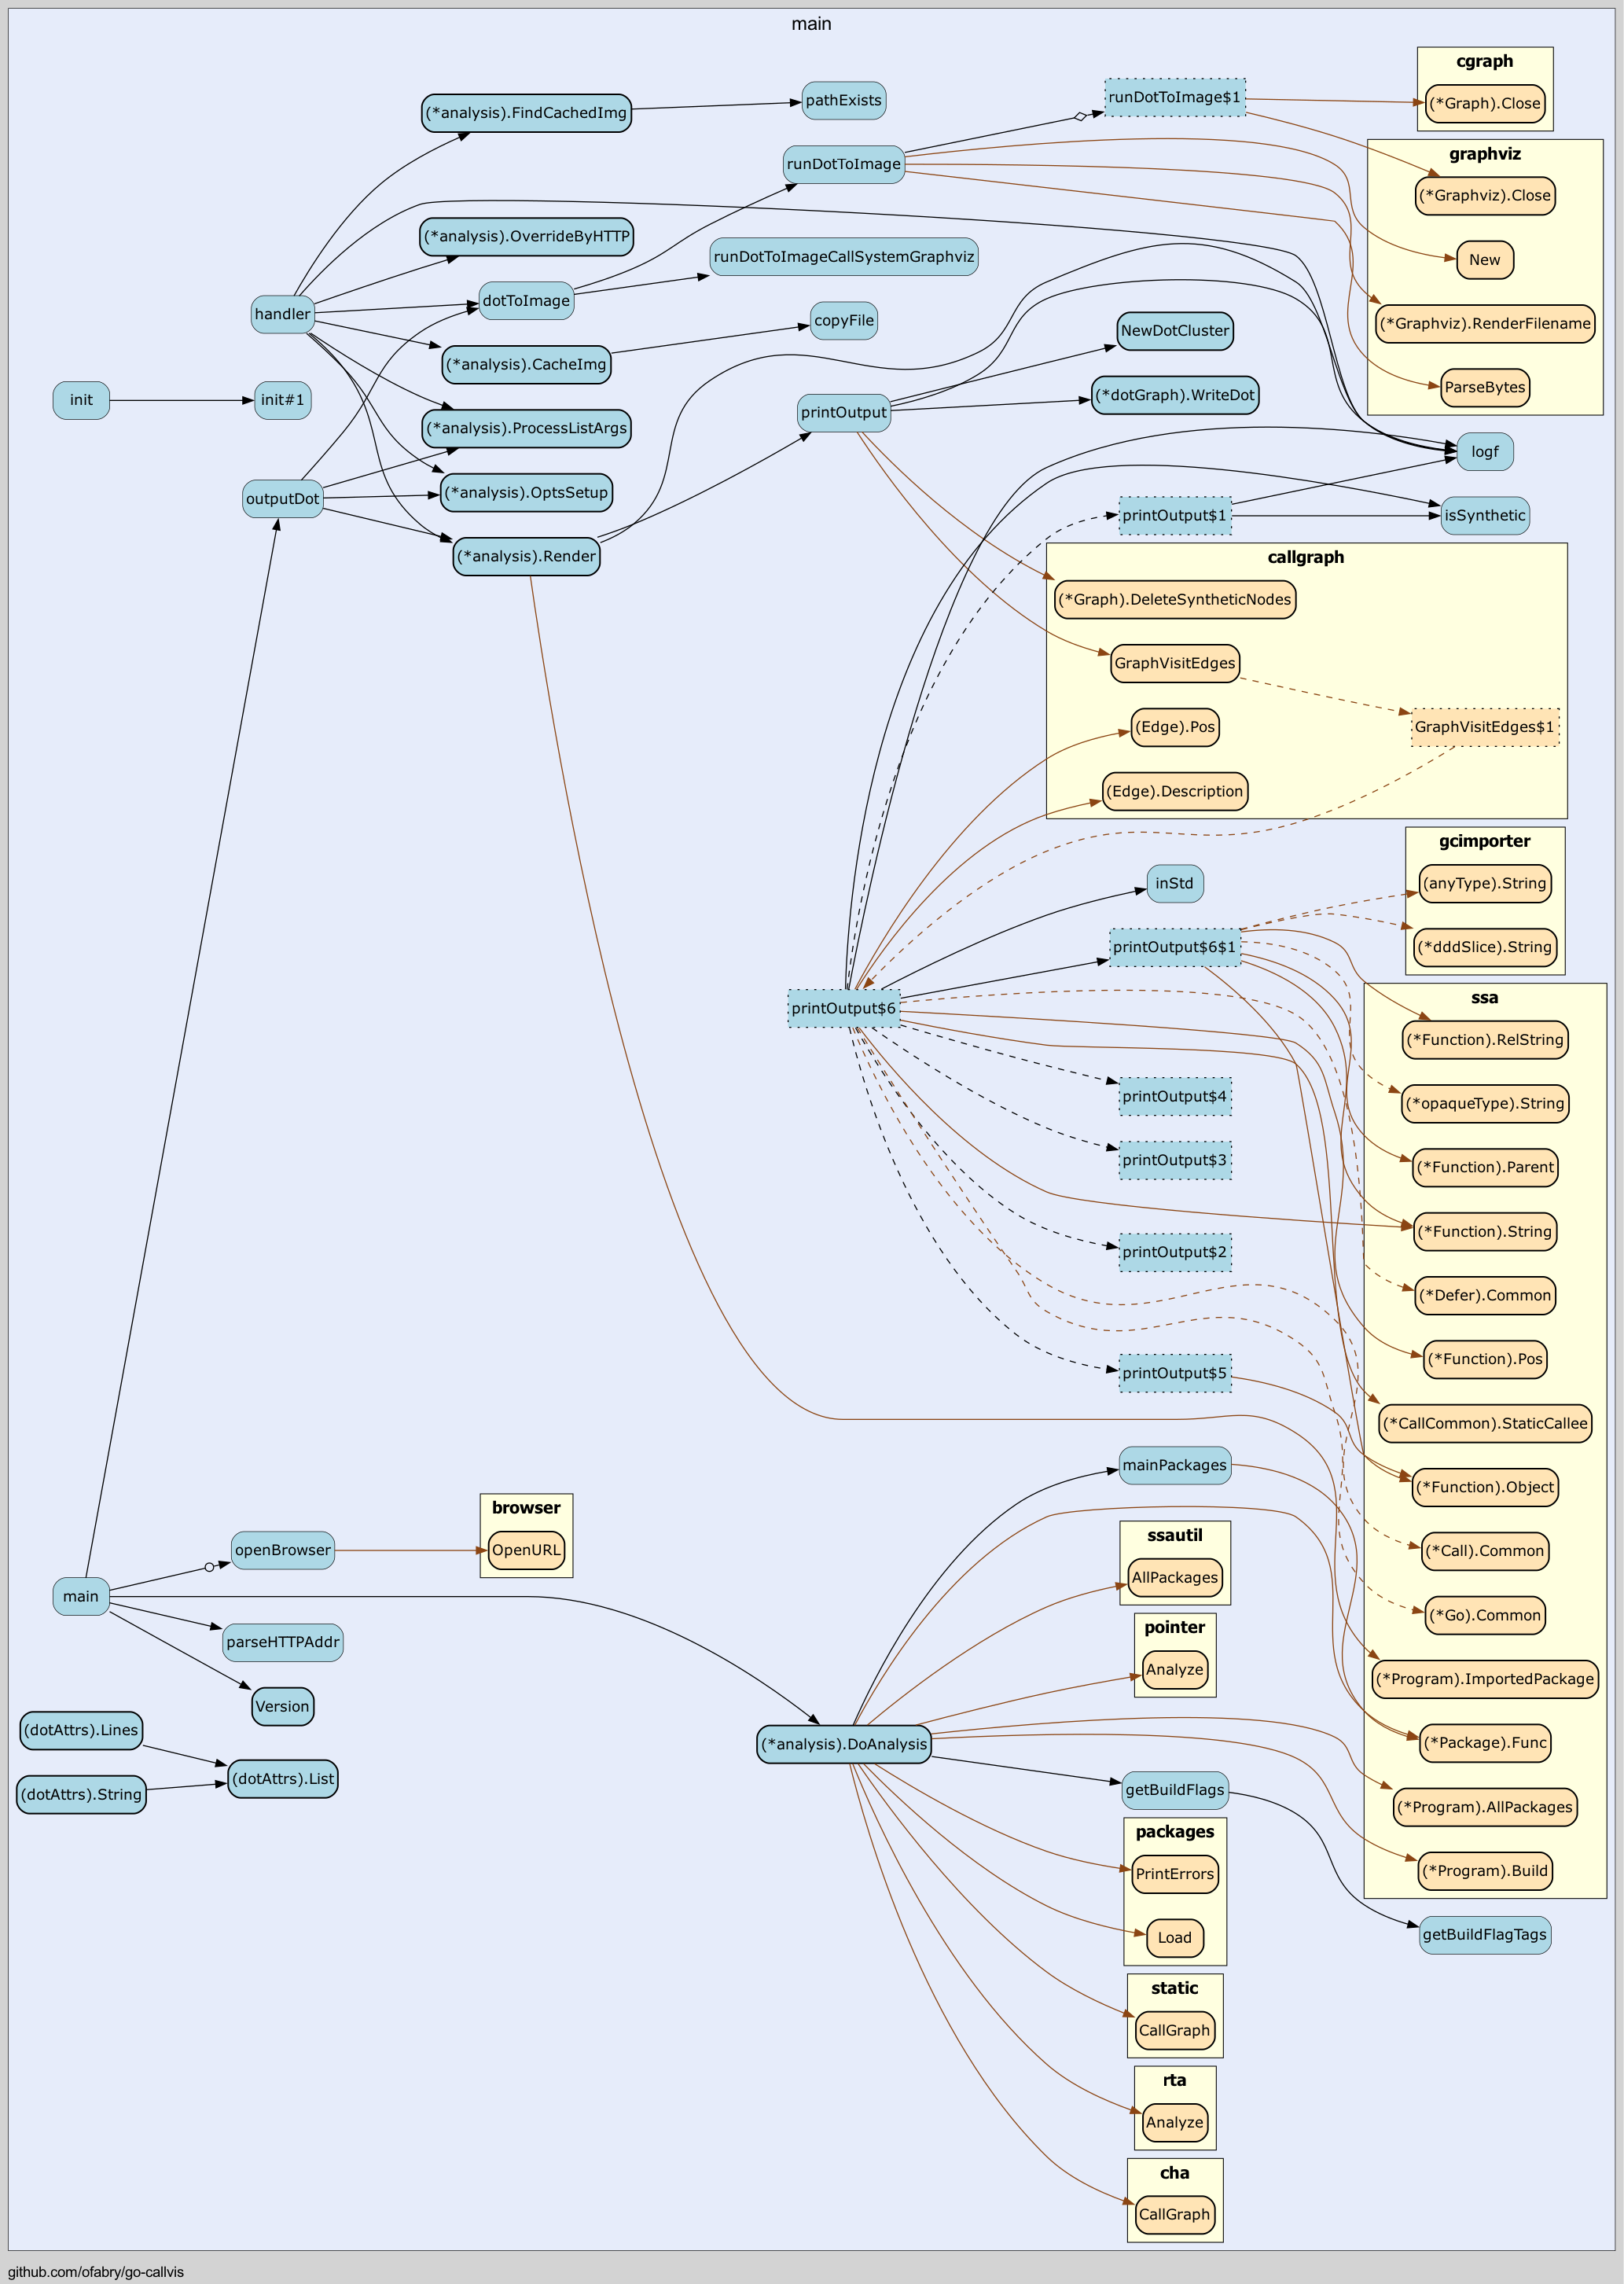 main
cgraph
(*Graph).Close
runDotToImage$1
(*analysis).FindCachedImg
pathExists
graphviz
runDotToImage
(*Graphviz).Close
(*analysis).OverrideByHTTP
runDotToImageCallSystemGraphviz
New
handler
dotToImage
copyFile
NewDotCluster
(*Graphviz).RenderFilename
(*analysis).CacheImg
ParseBytes
init
init#1
printOutput
(*dotGraph).WriteDot
(*analysis).ProcessListArgs
logf
outputDot
(*analysis).OptsSetup
printOutput$1
isSynthetic
(*analysis).Render
callgraph
(*Graph).DeleteSyntheticNodes
GraphVisitEdges
(Edge).Pos
GraphVisitEdges$1
(Edge).Description
gcimporter
inStd
(anyType).String
printOutput$6$1
(*dddSlice).String
printOutput$6
ssa
(*Function).RelString
printOutput$4
(*opaqueType).String
printOutput$3
(*Function).Parent
printOutput$2
(*Function).String
(*Defer).Common
(*Function).Pos
printOutput$5
(*CallCommon).StaticCallee
mainPackages
(*Function).Object
browser
openBrowser
OpenURL
ssautil
AllPackages
(*Call).Common
main
(*Go).Common
parseHTTPAddr
pointer
Analyze
(*Program).ImportedPackage
Version
(dotAttrs).Lines
(*analysis).DoAnalysis
(*Package).Func
(dotAttrs).List
(dotAttrs).String
getBuildFlags
(*Program).AllPackages
packages
PrintErrors
(*Program).Build
Load
getBuildFlagTags
static
CallGraph
rta
Analyze
cha
CallGraph
github.com/ofabry/go-callvis